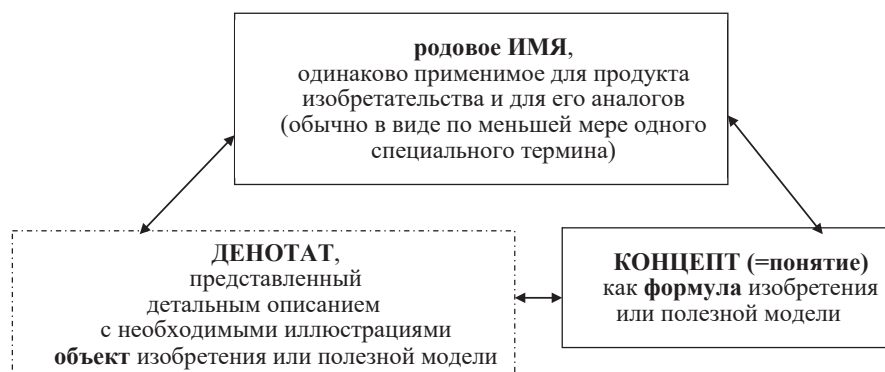 родовое ИМЯ,
одинаково применимое для продукта
изобретательства и для его аналогов
(обычно в виде по меньшей мере одного
специального термина)
ДЕНОТАТ,
представленный
детальным описанием
с необходимыми иллюстрациями
объект изобретения или полезной модели
КОНЦЕПТ (=понятие)
как формула изобретения
или полезной модели